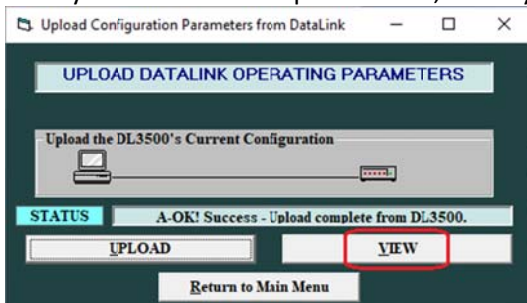 Upload Configuration Parameters from DataLink
UPLOAD DATALINK OPERATING PARAMETERS
Upload the DL3500's Current Configuration
STATUS A-OK! Success - Upload complete from DL3500.
UPLOAD VIEW
Return to Main Menu